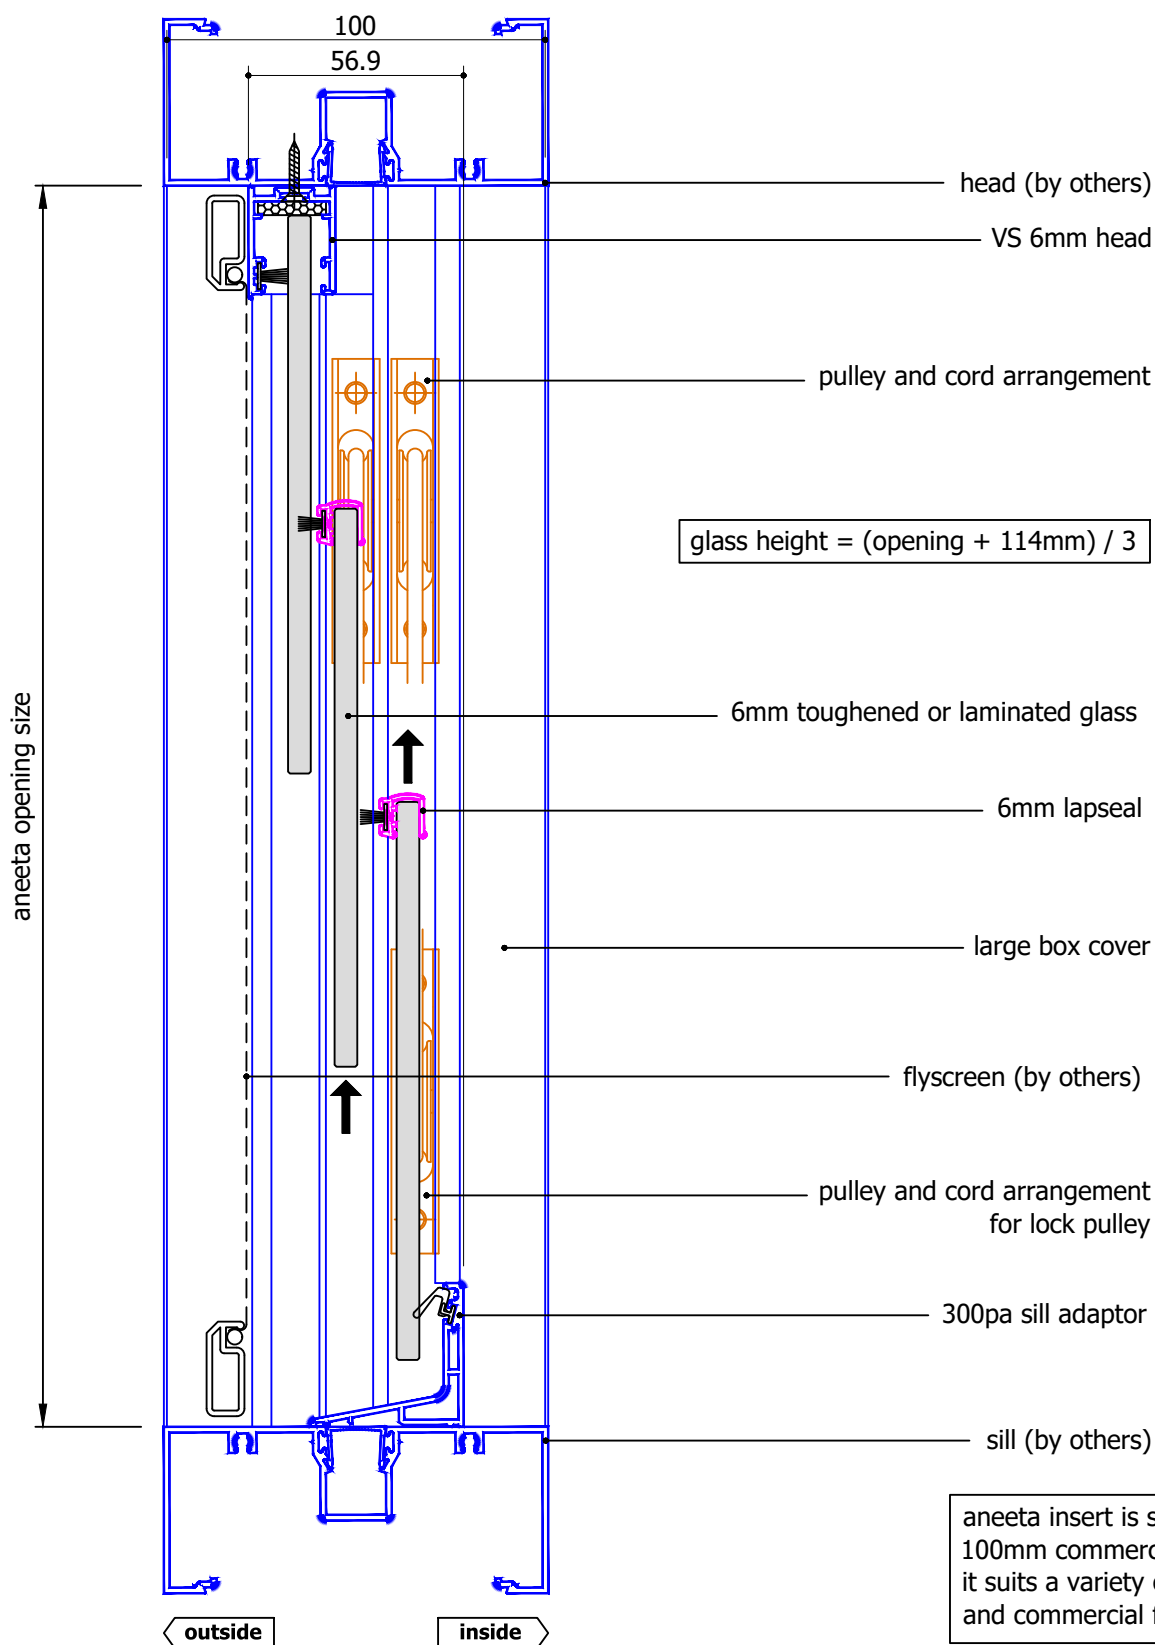 100
56.9
head (by others)
VS 6mm head
pulley and cord arrangement
glass height = (opening + 114mm) / 3
6mm toughened or laminated glass
aneeta opening size
6mm lapseal
large box cover
flyscreen (by others)
pulley and cord arrangement
for lock pulley
300pa sill adaptor
sill (by others)
aneeta insert is
100mm
it suits a variety
and commercial
outside
inside